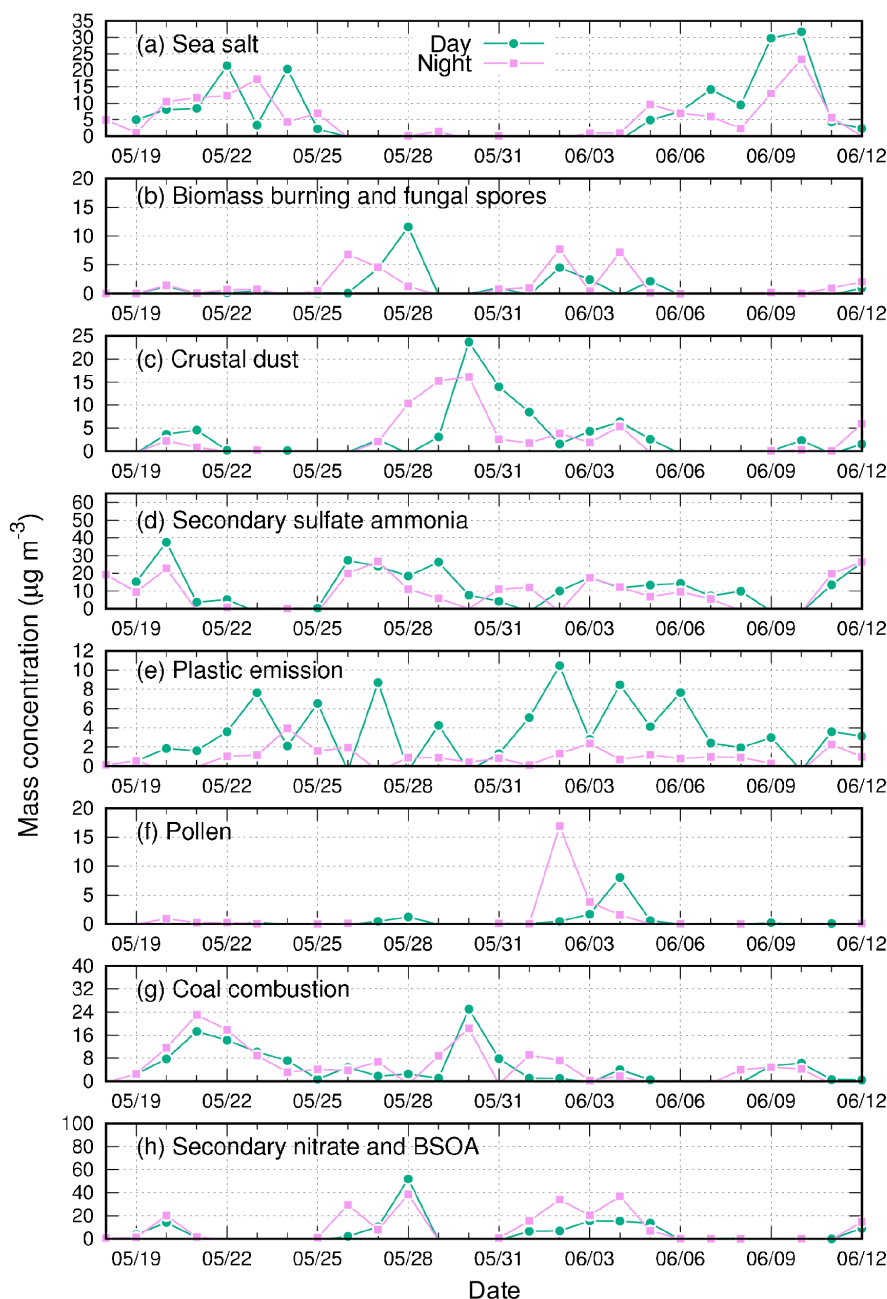 (a) Sea salt
Day
Night
35
30
25
20
15
10
5
0
05/19 05/22 05/25 05/28 05/31 06/03 06/06 06/09 06/12
(b) Biomass burning and fungal spores
20
15
10
5
0
05/19 05/22 05/25 05/28 05/31 06/03 06/06 06/09 06/12
(c) Crustal dust
25
20
15
10
5
0
05/19 05/22 05/25 05/28 05/31 06/03 06/06 06/09 06/12
(d) Secondary sulfate ammonia
60
50
40
30
20
10
0
05/19 05/22 05/25 05/28 05/31 06/03 06/06 06/09 06/12
Mass concentration (μg m⁻³)
(e) Plastic emission
12
10
8
6
4
2
0
05/19 05/22 05/25 05/28 05/31 06/03 06/06 06/09 06/12
(f) Pollen
20
15
10
5
0
05/19 05/22 05/25 05/28 05/31 06/03 06/06 06/09 06/12
(g) Coal combustion
40
32
24
16
8
0
05/19 05/22 05/25 05/28 05/31 06/03 06/06 06/09 06/12
(h) Secondary nitrate and BSOA
100
80
60
40
20
0
05/19 05/22 05/25 05/28 05/31 06/03 06/06 06/09 06/12
Date